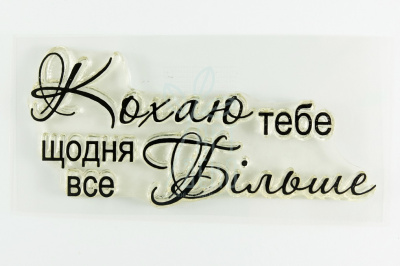 Кохаю тебе
щодня
все Більше